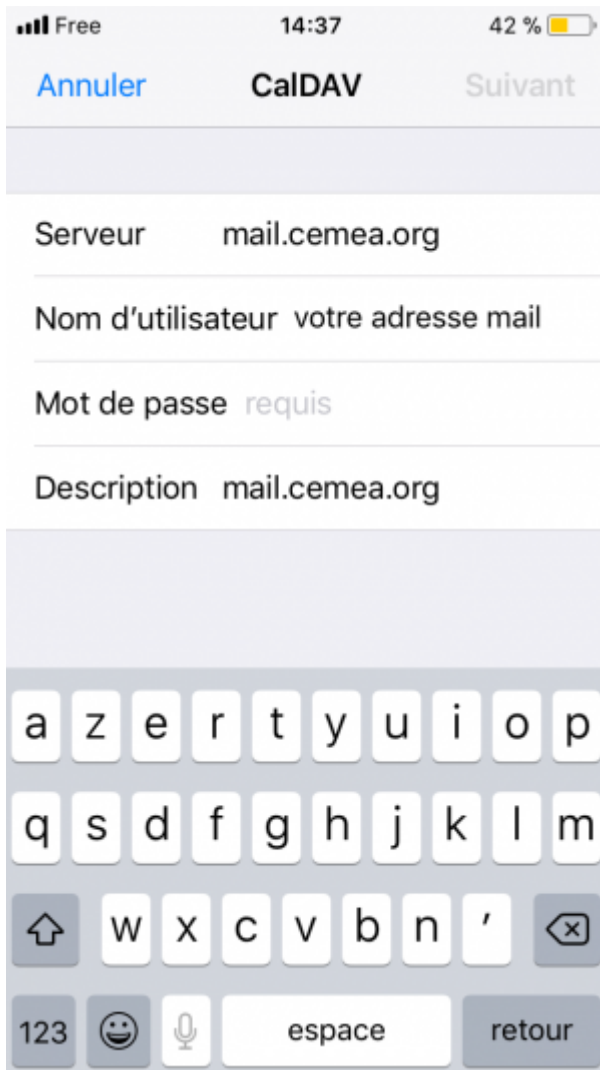 Free 14:37 42 %
Annuler CalDAV Suivant
Serveur mail.cemea.org
Nom d’utilisateur votre adresse mail
Mot de passe requis
Description mail.cemea.org
a z e r t y u i o p
q s d f g h j k l m
w x c v b n ’
123 espace retour